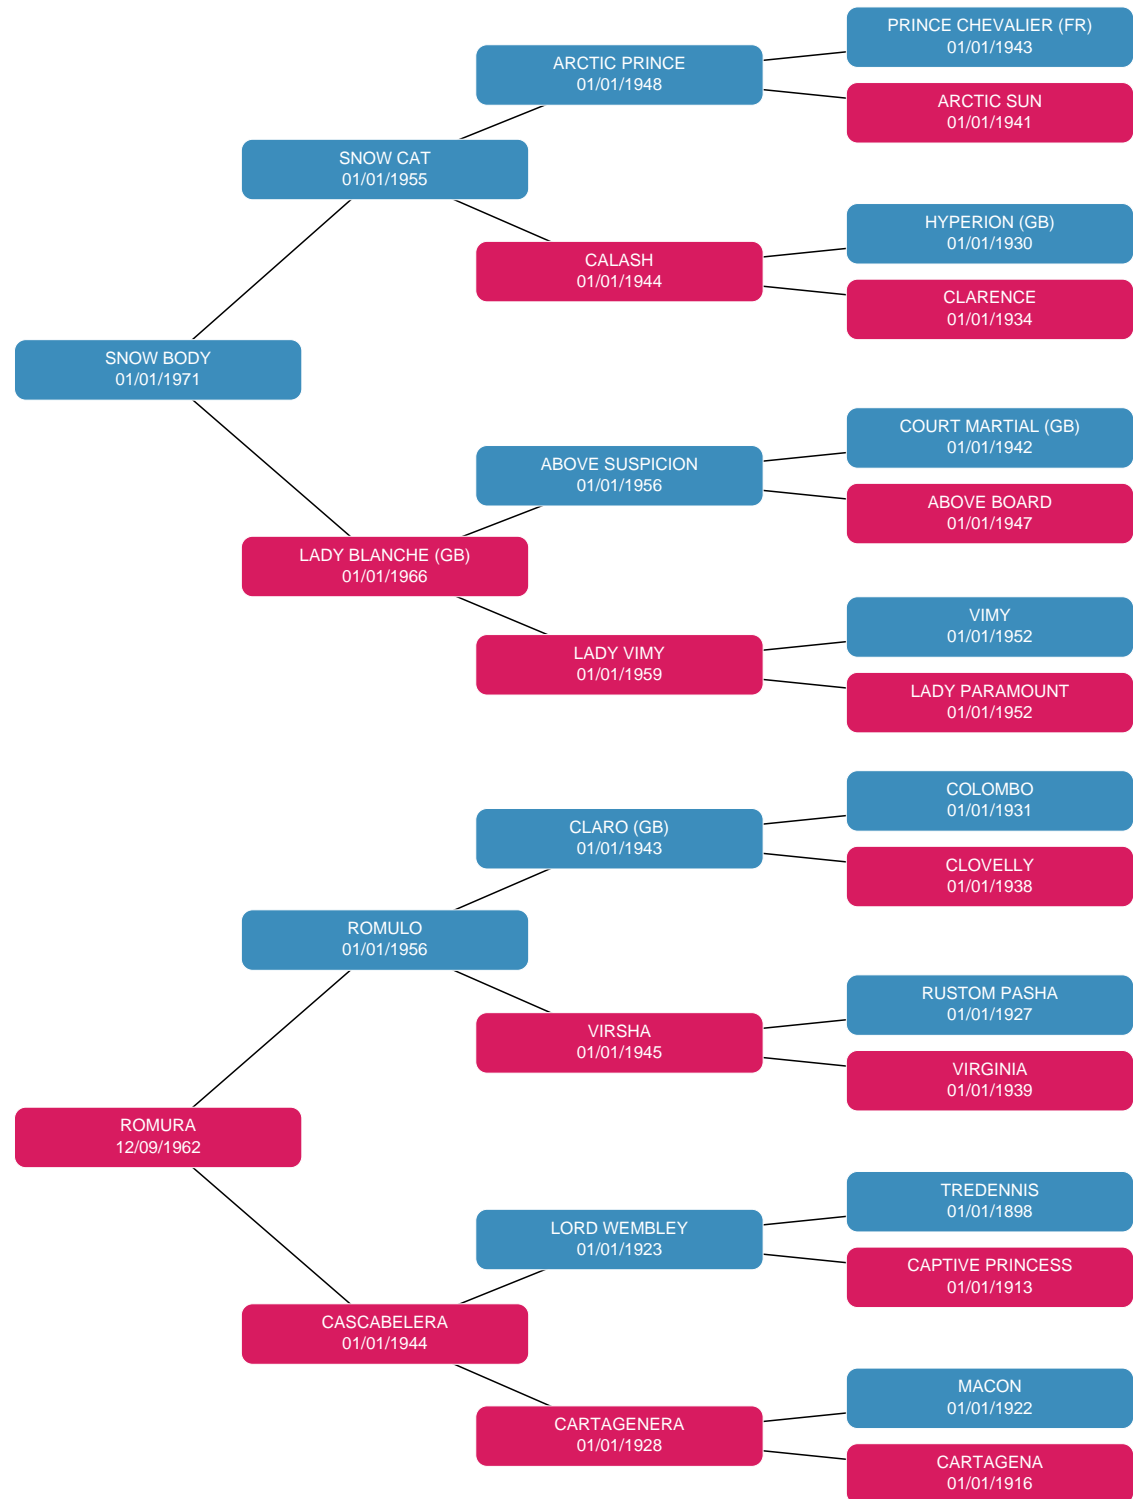 PRINCE CHEVALIER (FR)
01/01/1943
ARCTIC PRINCE
01/01/1948
ARCTIC SUN
01/01/1941
SNOW CAT
01/01/1955
HYPERION (GB)
01/01/1930
CALASH
01/01/1944
CLARENCE
01/01/1934
SNOW BODY
01/01/1971
COURT MARTIAL (GB)
01/01/1942
ABOVE SUSPICION
01/01/1956
ABOVE BOARD
01/01/1947
LADY BLANCHE (GB)
01/01/1966
VIMY
01/01/1952
LADY VIMY
01/01/1959
LADY PARAMOUNT
01/01/1952
COLOMBO
01/01/1931
CLARO (GB)
01/01/1943
CLOVELLY
01/01/1938
ROMULO
01/01/1956
RUSTOM PASHA
01/01/1927
VIRSHA
01/01/1945
VIRGINIA
01/01/1939
ROMURA
12/09/1962
TREDENNIS
01/01/1898
LORD WEMBLEY
01/01/1923
CAPTIVE PRINCESS
01/01/1913
CASCABELERA
01/01/1944
MACON
01/01/1922
CARTAGENERA
01/01/1928
CARTAGENA
01/01/1916